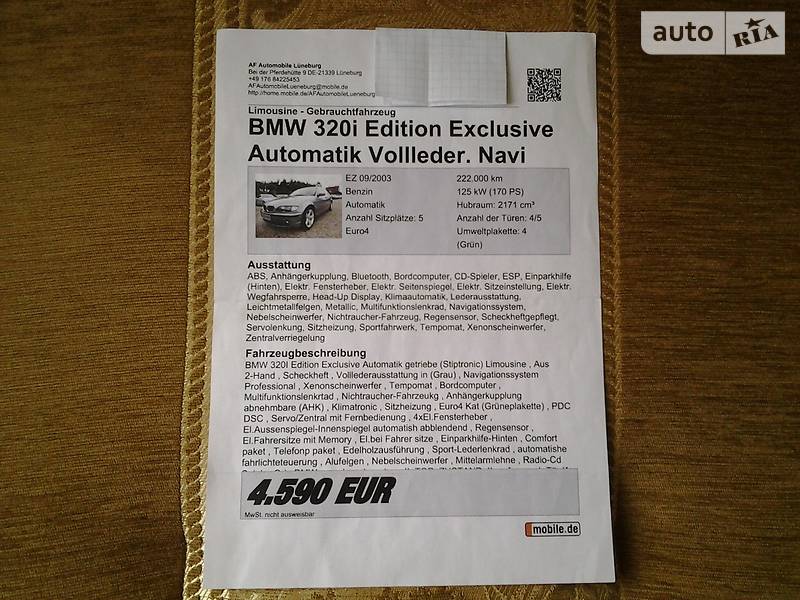 auto RIA
AF Automobile Lüneburg
Bei der Pferdehütte 9 DE-21339 Lüneburg
+49 176 84225453
AFAutomobileLueneburg@mobile.de
http://home.mobile.de/AFAutomobileLueneburg
Limousine - Gebrauchtfahrzeug
BMW 320i Edition Exclusive
Automatik Vollleder. Navi
EZ 09/2003 222.000 km
Benzin 125 kW (170 PS)
Automatik Hubraum: 2171 cm³
Anzahl Sitzplätze: 5 Anzahl der Türen: 4/5
Euro4 Umweltplakette: 4
(Grün)
Ausstattung
ABS, Anhängerkupplung, Bluetooth, Bordcomputer, CD-Spieler, ESP, Einparkhilfe
(Hinten), Elektr. Fensterheber, Elektr. Seitenspiegel, Elektr. Sitzeinstellung, Elektr.
Wegfahrsperre, Head-Up Display, Klimaautomatik, Lederausstattung,
Leichtmetallfelgen, Metallic, Multifunktionslenkrad, Navigationssystem,
Nebelscheinwerfer, Nichtraucher-Fahrzeug, Regensensor, Scheckheftgepflegt,
Servolenkung, Sitzheizung, Sportfahrwerk, Tempomat, Xenonscheinwerfer,
Zentralverriegelung
Fahrzeugbeschreibung
BMW 320I Edition Exclusive Automatik getriebe (Stiptronic) Limousine , Aus
2-Hand , Scheckheft , Volllederausstattung in (Grau) , Navigationssystem
Professional , Xenonscheinwerfer , Tempomat , Bordcomputer ,
Multifunktionslenkrtad , Nichtraucher-Fahrzeukg , Anhängerkupplung
abnehmbare (AHK) , Klimatronic , Sitzheizung , Euro4 Kat (Grüneplakette) , PDC
DSC , Servo/Zentral mit Fernbedienung , 4xEl.Fensterheber ,
El.Aussenspiegel-Innenspiegel automatish abblendend , Regensensor ,
El.Fahrersitze mit Memory , El.bei Fahrer sitze , Einparkhilfe-Hinten , Comfort
paket , Telefonp paket , Edelholzausführung , Sport-Lederlenkrad , automatishe
fahrlichteteuerung , Alufelgen , Nebelscheinwerfer , Mittelarmlehne , Radio-Cd
4.590 EUR
MwSt. nicht ausweisbar
mobile.de